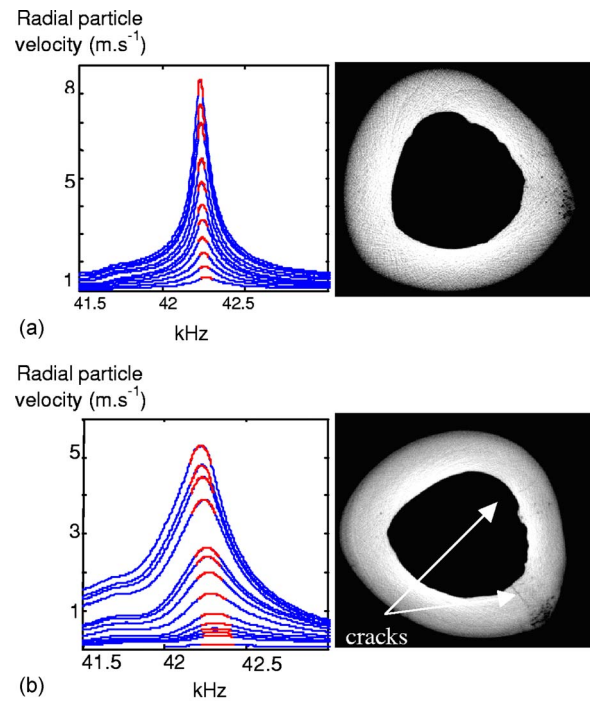 Radial particle
velocity (m.s⁻¹)
8
5
1
41.5 42 42.5
(a)
kHz
Radial particle
velocity (m.s⁻¹)
5
3
1
cracks
41.5 42 42.5
(b)
kHz